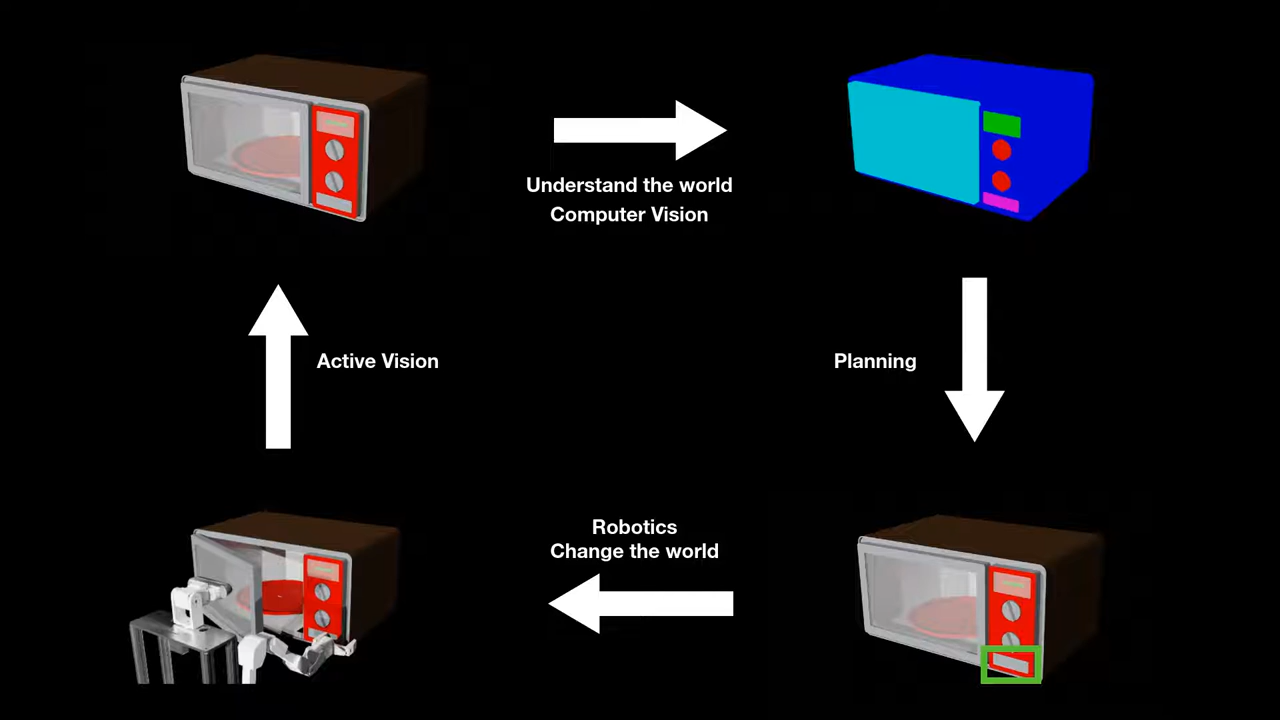 Understand the world
Computer Vision
Active Vision
Planning
Robotics
Change the world